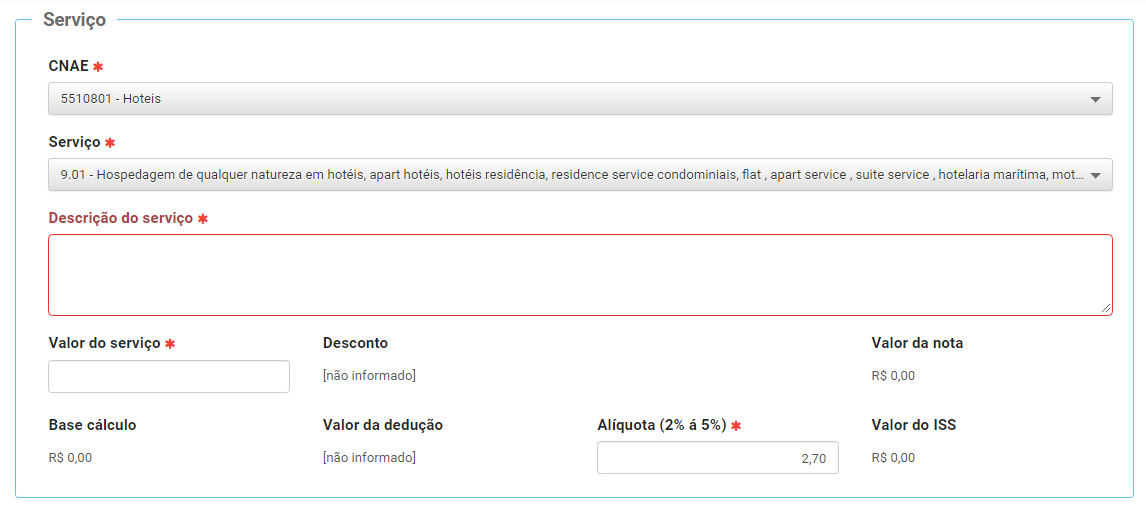 Serviço
CNAE ✱
5510801 - Hoteis
Serviço ✱
9.01 - Hospedagem de qualquer natureza em hotéis, apart hotéis, hotéis residência, residence service condominiais, flat , apart service , suite service , hotelaria marítima, mot...
Descrição do serviço ✱
Valor do serviço ✱ Desconto Valor da nota
[não informado] R$ 0,00
Base cálculo Valor da dedução Alíquota (2% á 5%) ✱ Valor do ISS
R$ 0,00 [não informado] 2,70 R$ 0,00